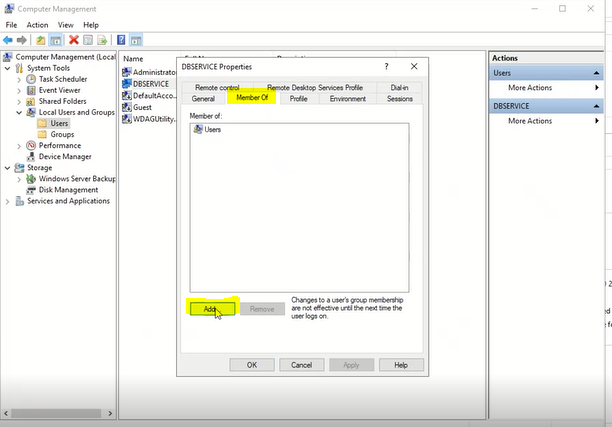 Computer Management
File Action View Help
Computer Management (Local
System Tools
Task Scheduler
Event Viewer
Shared Folders
Local Users and Groups
Users
Groups
Performance
Device Manager
Storage
Windows Server Backup
Disk Management
Services and Applications
Name
Administrato
DBSERVICE
DefaultAcco...
Guest
WDAGUtility...
DBSERVICE Properties
?
Remote control Remote Desktop Services Profile Dial-in
General Member Of Profile Environment Sessions
Member of:
Users
Add...
Remove
Changes to a user's group membership
are not effective until the next time the
user logs on.
OK Cancel Apply Help
Actions
Users
More Actions
DBSERVICE
More Actions